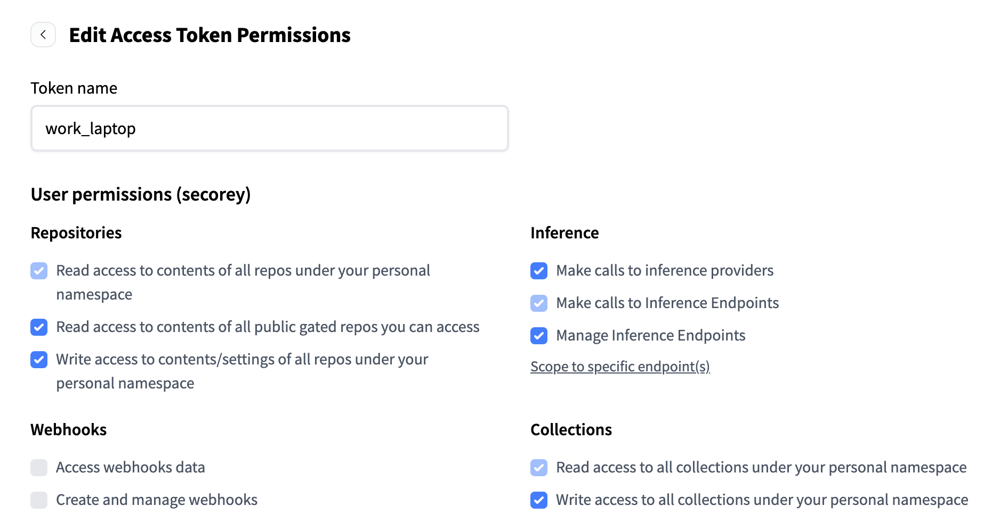 Edit Access Token Permissions
Token name
work_laptop
User permissions (secorey)
Repositories
Read access to contents of all repos under your personal
namespace
Read access to contents of all public gated repos you can access
Write access to contents/settings of all repos under your
personal namespace
Inference
Make calls to inference providers
Make calls to Inference Endpoints
Manage Inference Endpoints
Scope to specific endpoint(s)
Webhooks
Access webhooks data
Create and manage webhooks
Collections
Read access to all collections under your personal namespace
Write access to all collections under your personal namespace